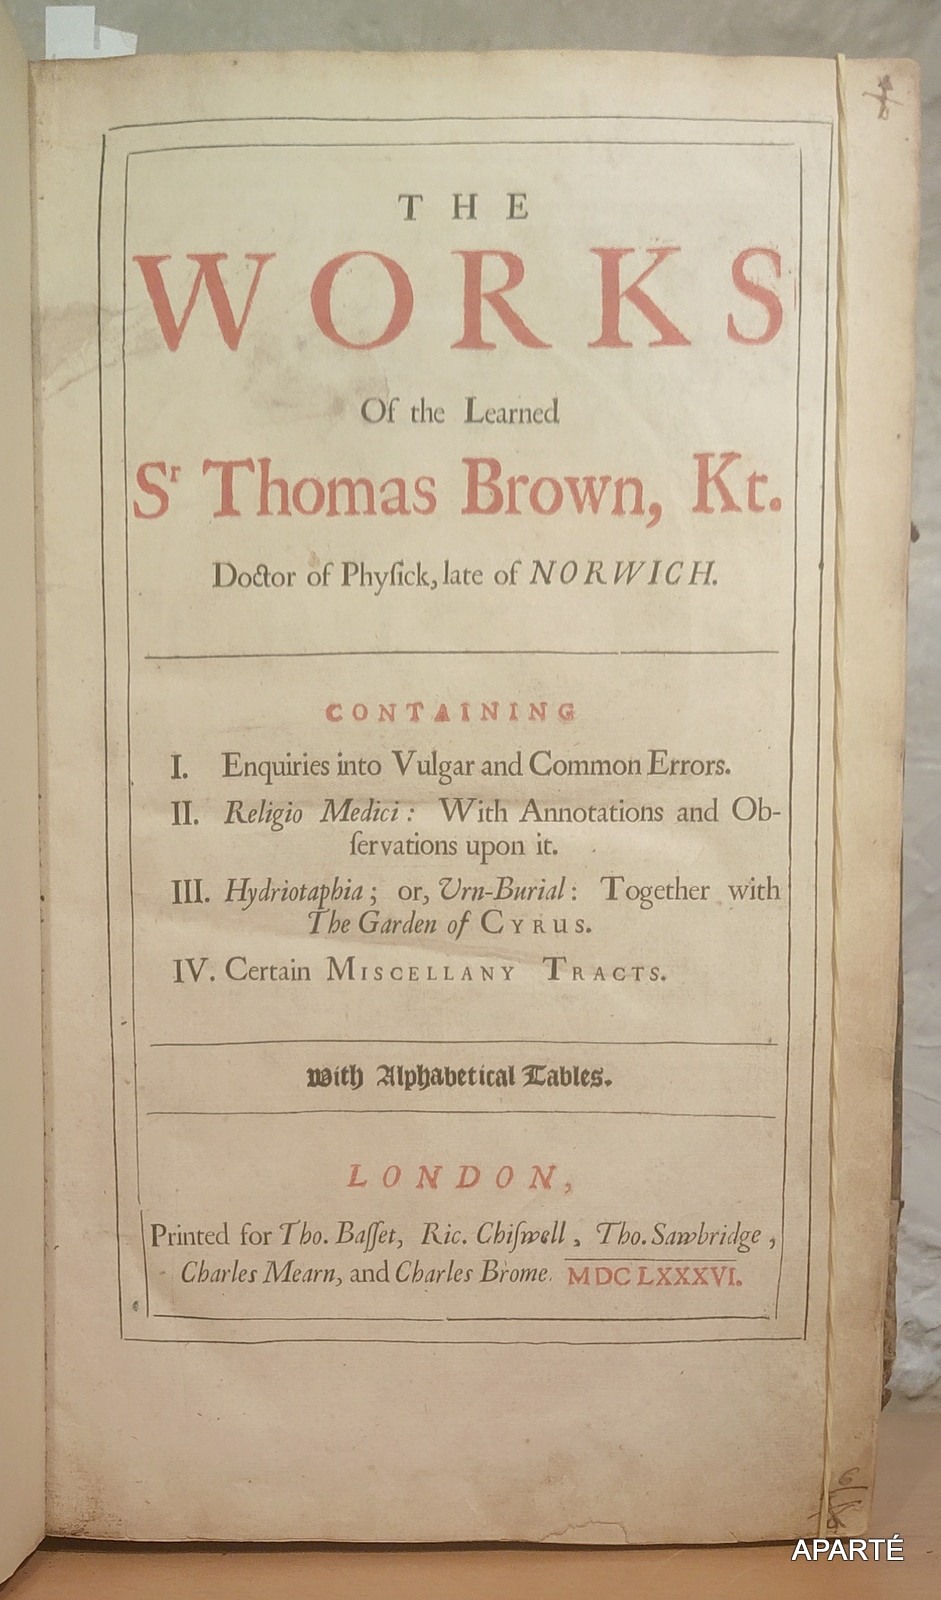 THE
WORKS
Of the Learned
Sʳ Thomas Brown, Kt.
Doctor of Phyſick, late of NORWICH.
CONTAINING
I. Enquiries into Vulgar and Common Errors.
II. Religio Medici: With Annotations and Ob-
ſervations upon it.
III. Hydriotaphia; or, Urn-Burial: Together with
The Garden of CYRUS.
IV. Certain MISCELLANY TRACTS.
With Alphabetical Tables.
LONDON,
Printed for Tho. Baſſet, Ric. Chiſwell, Tho. Sawbridge,
Charles Mearn, and Charles Brome. MDCLXXXVI.
APARTÉ